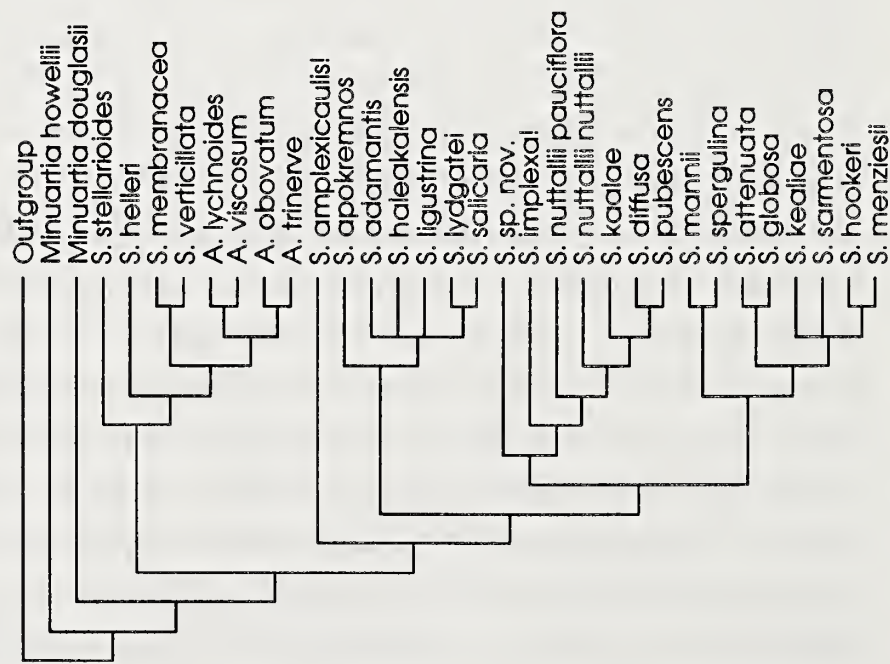 Outgroup
Minuartia howellii
Minuartia douglasii
S. stellarioides
S. helleri
S. membranacea
S. verticillata
A. lychnoides
A. viscosum
A. obovatum
A. trinerve
S. amplexicaulis!
S. apokremnos
S. adamantis
S. haleakalensis
S. ligustrina
S. lydgatei
S. salicaria
S. sp. nov.
S. implexa!
S. nuttallii pauciflora
S. nuttallii nuttallii
S. kaalae
S. diffusa
S. pubescens
S. mannii
S. spergulina
S. attenuata
S. globosa
S. kealiae
S. sarmentosa
S. hookeri
S. menziesii